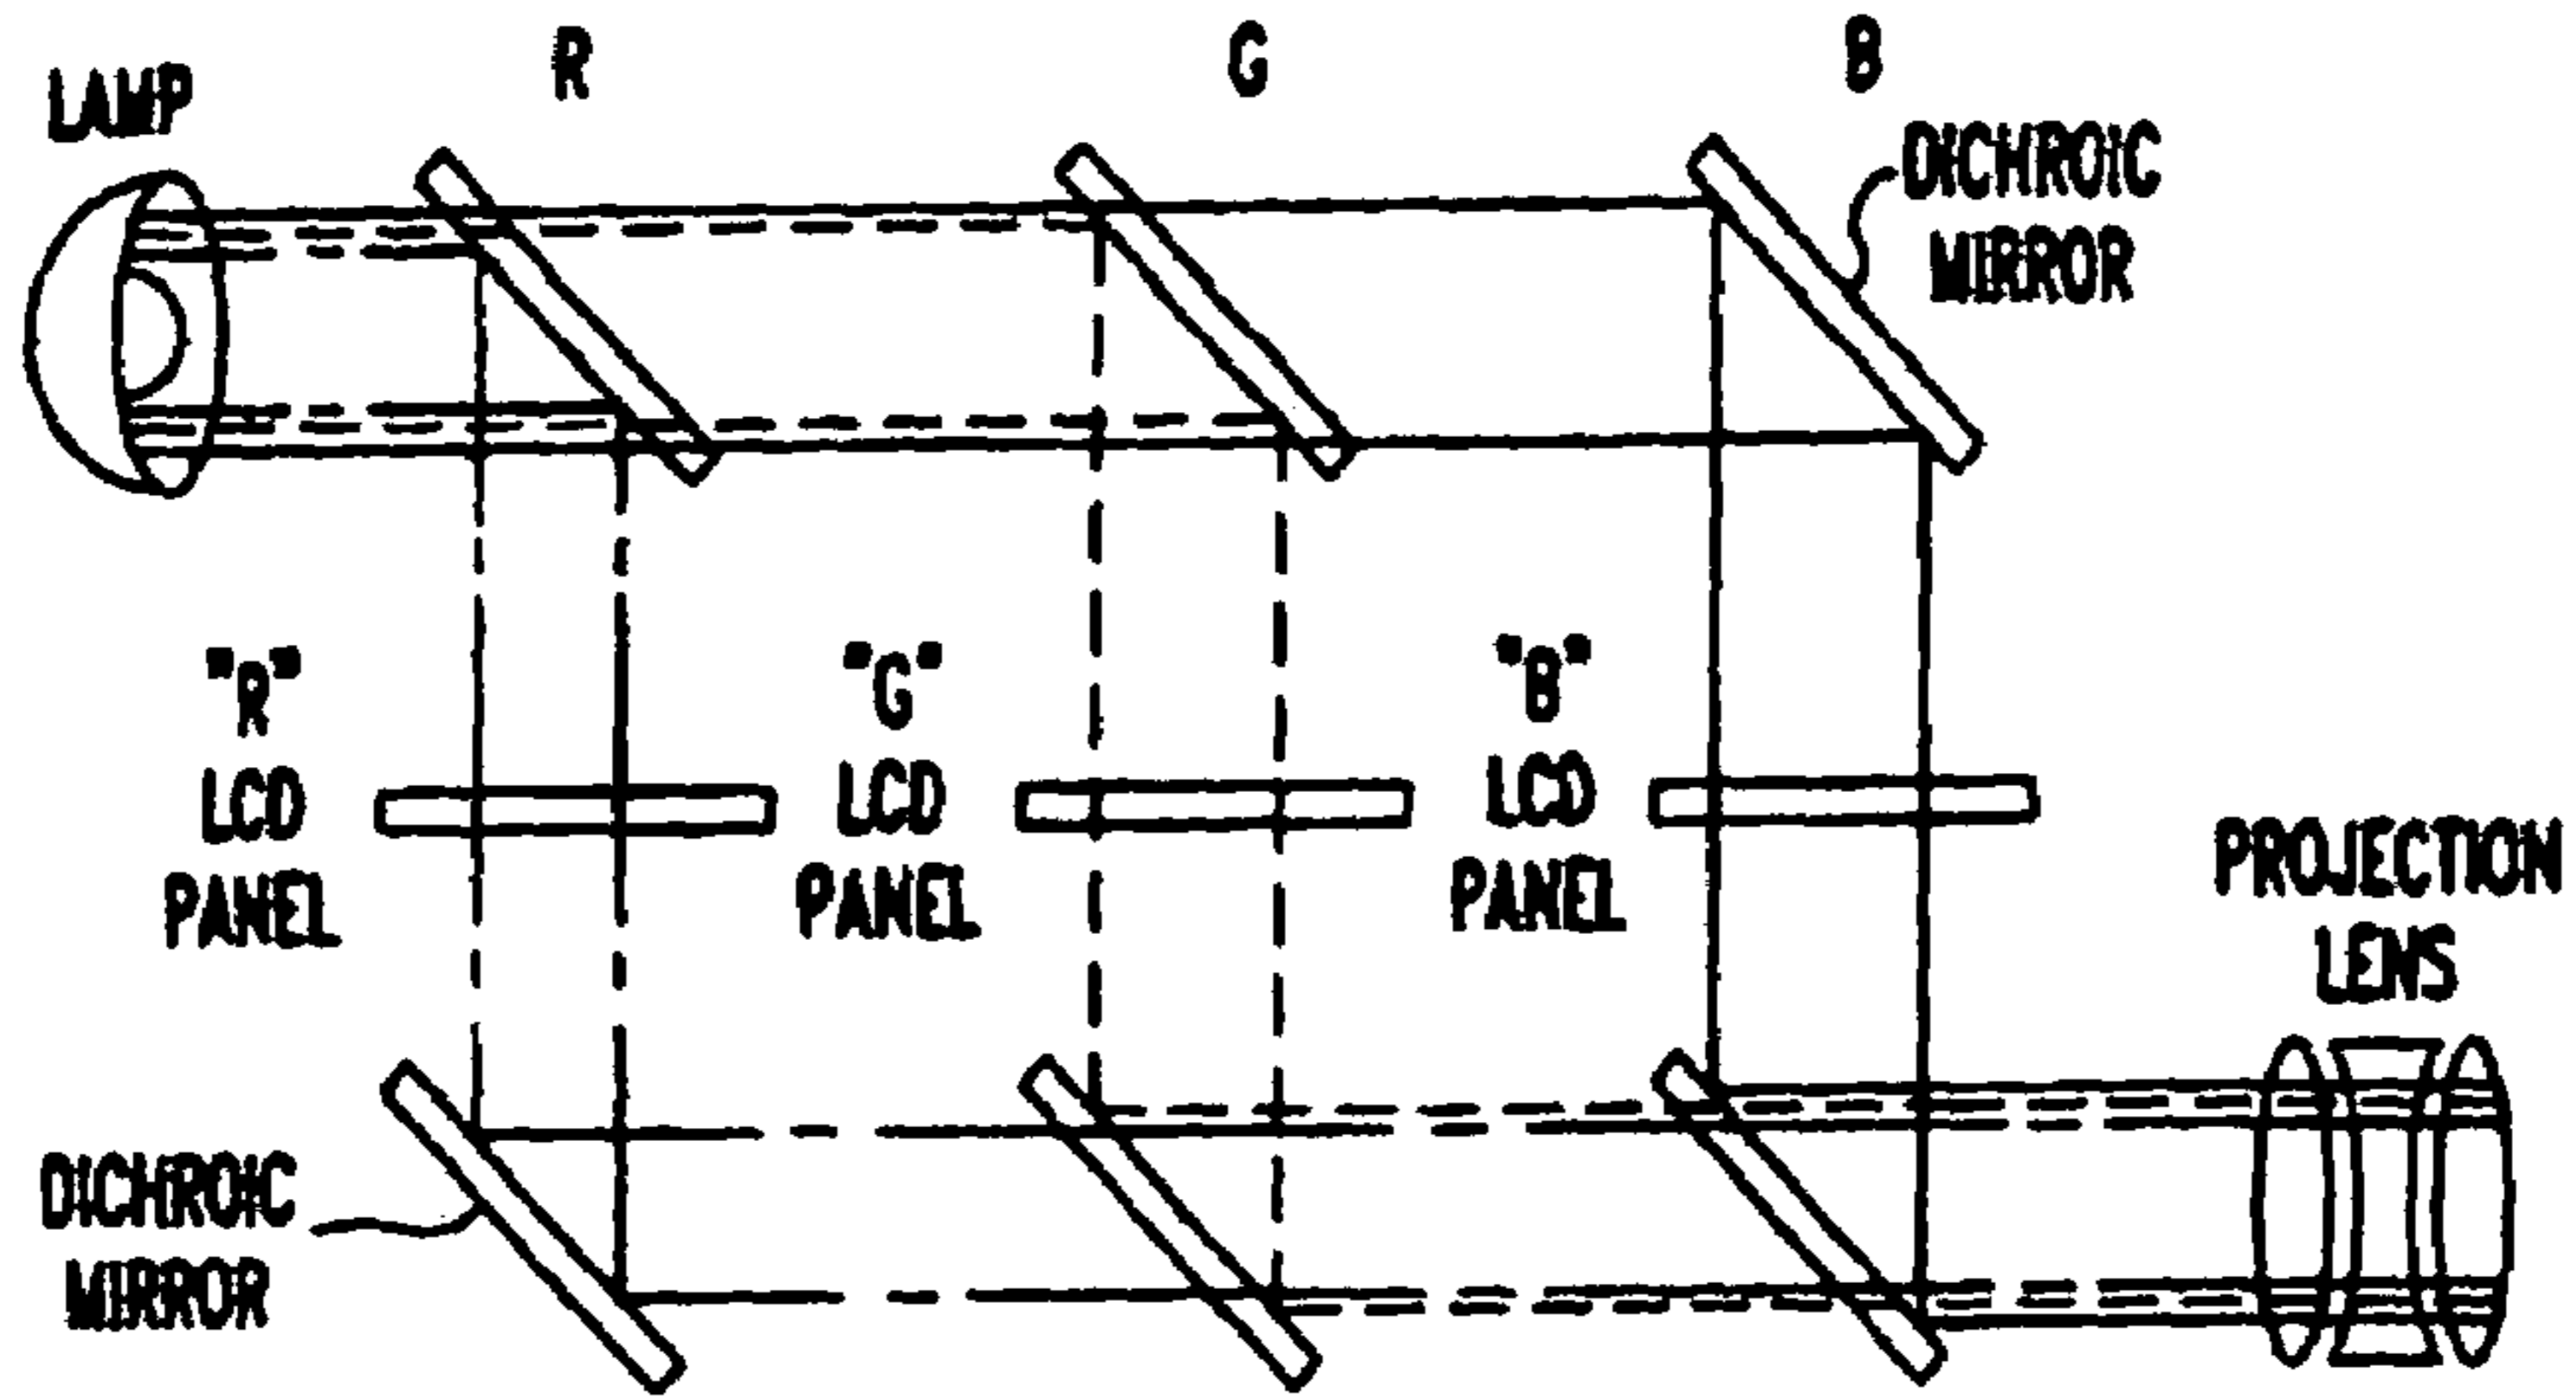 R
G
B
LAMP
DICHROIC
MIRROR
"R"
LCD
PANEL
"G"
LCD
PANEL
"B"
LCD
PANEL
PROJECTION
LENS
DICHROIC
MIRROR